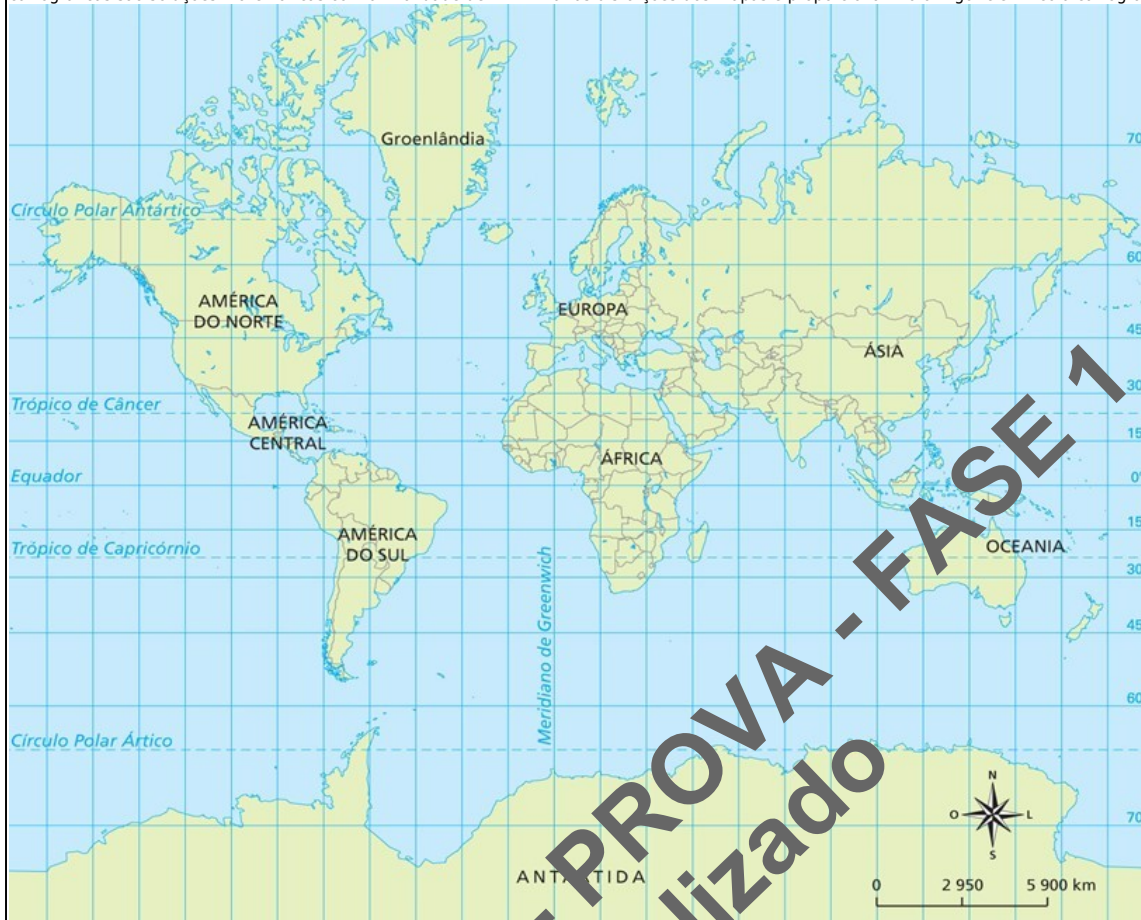 Groenlândia
70
Círculo Polar Antártico
60
AMÉRICA
DO NORTE
EUROPA
45
ÁSIA
30
Trópico de Câncer
AMÉRICA
CENTRAL
15
ÁFRICA
Equador
0°
AMÉRICA
DO SUL
15
Trópico de Capricórnio
OCEANIA
30
Meridiano de Greenwich
45
60
Círculo Polar Ártico
N
O L
S
70
ANTÁRTIDA
0 2 950 5 900 km
PROVA - FASE 1